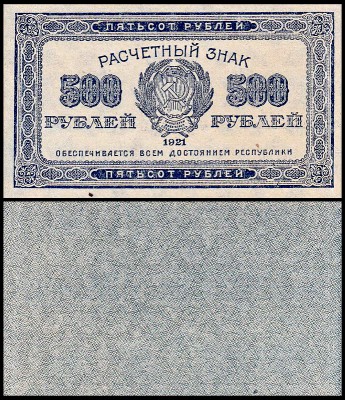 ПЯТЬСОТ РУБЛЕЙ
РАСЧЕТНЫЙ ЗНАК
500 500
РУБЛЕЙ РУБЛЕЙ
1921
ОБЕСПЕЧИВАЕТСЯ ВСЕМ ДОСТОЯНИЕМ РЕСПУБЛИКИ
ПЯТЬСОТ РУБЛЕЙ